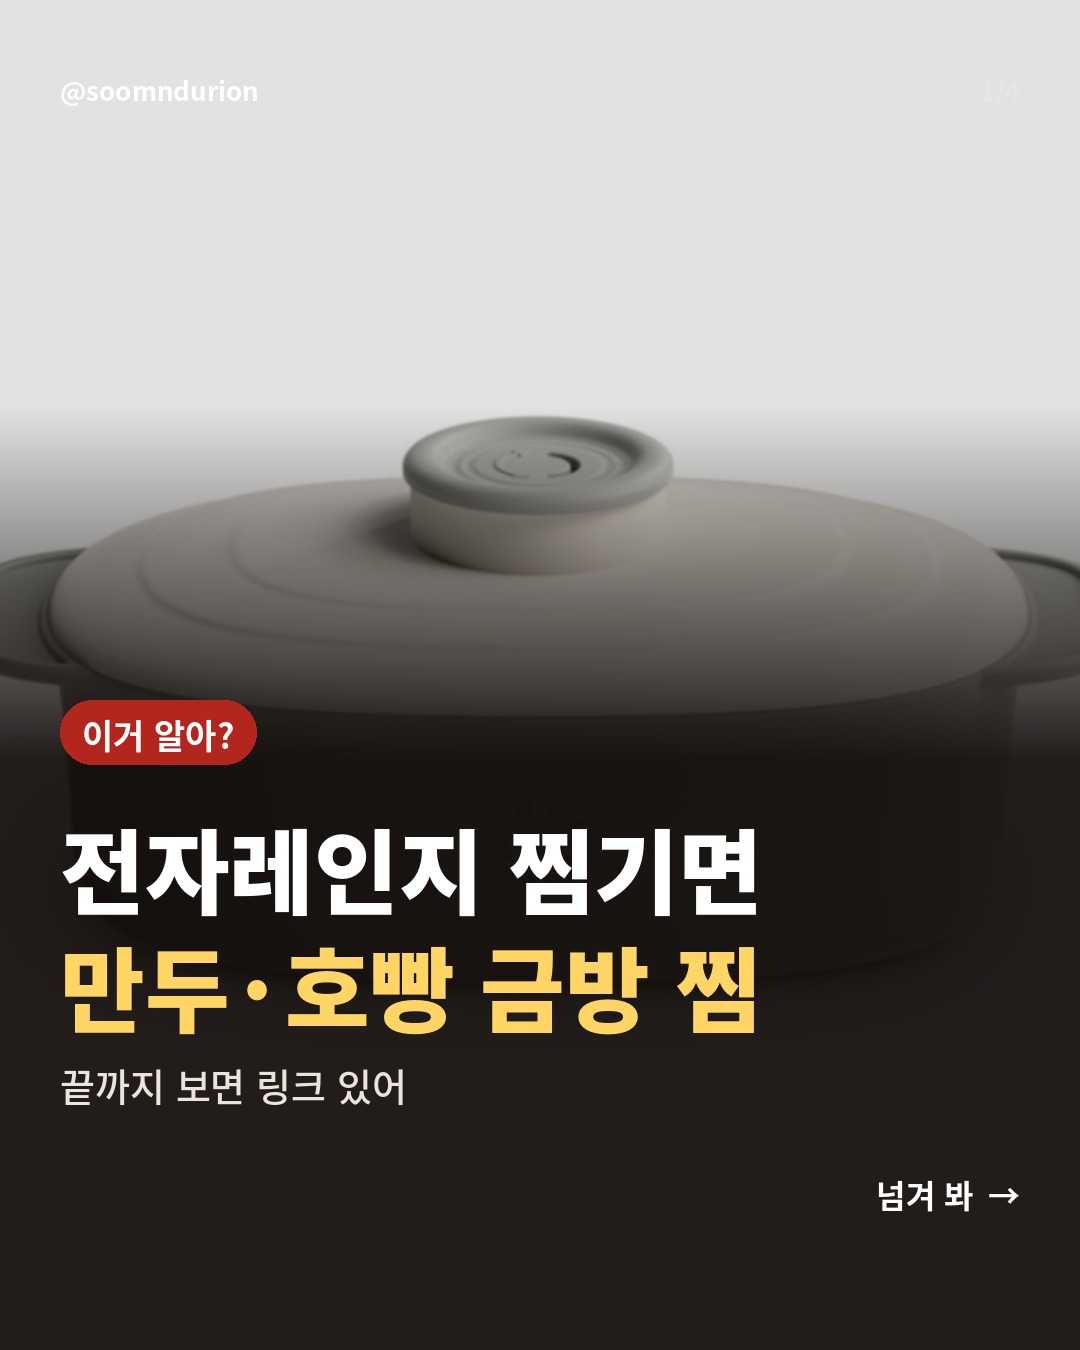 @soomndurion
1/4
이거 알아?
전자레인지 찜기면
만두·호빵 금방 찜
끝까지 보면 링크 있어
넘겨 봐 →